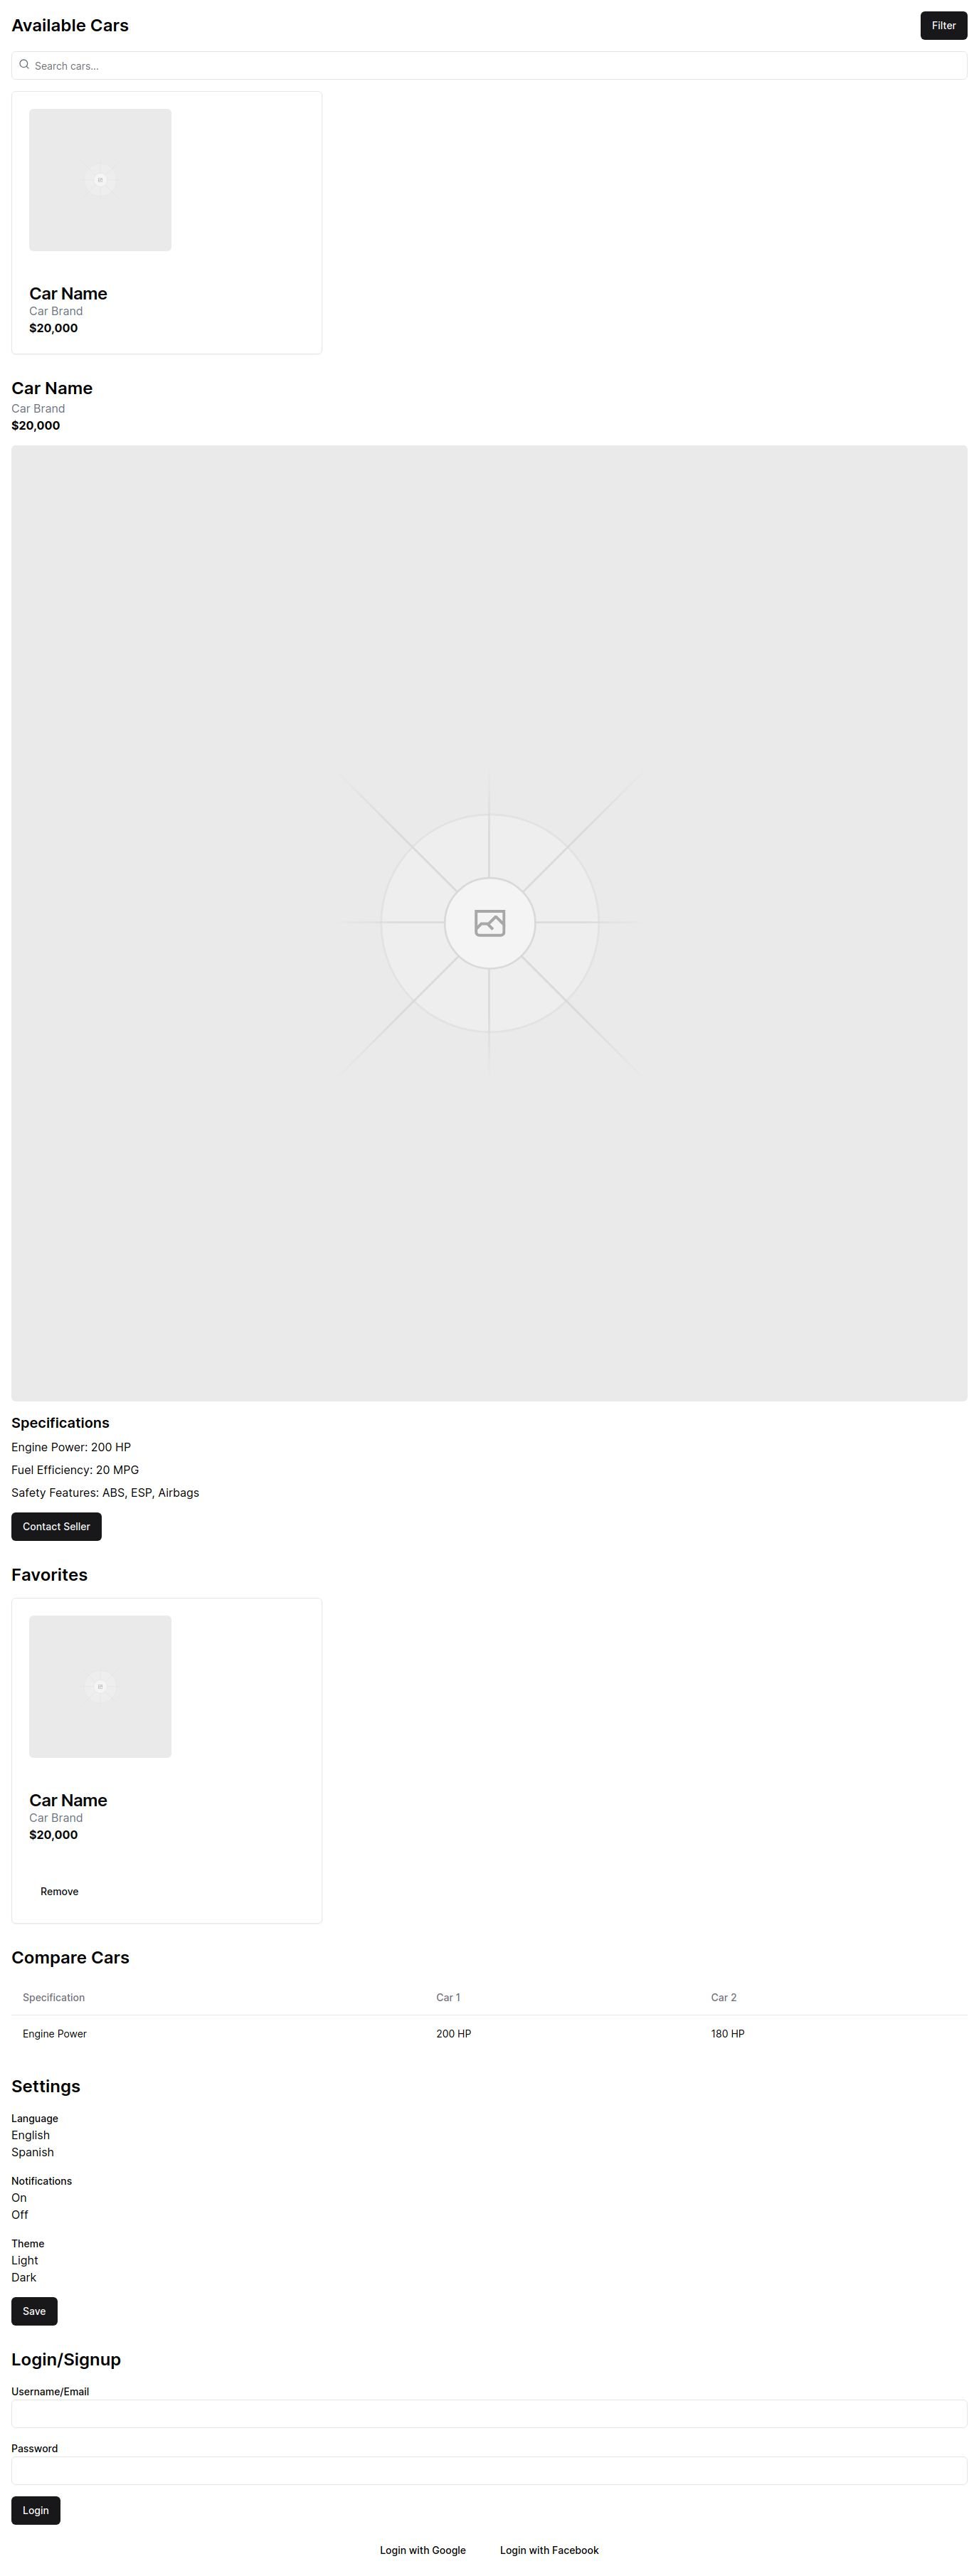 Available Cars
Filter
Search cars...
Car Name
Car Brand
$20,000
Car Name
Car Brand
$20,000
Specifications
Engine Power: 200 HP
Fuel Efficiency: 20 MPG
Safety Features: ABS, ESP, Airbags
Contact Seller
Favorites
Car Name
Car Brand
$20,000
Remove
Compare Cars
Specification Car 1 Car 2
Engine Power 200 HP 180 HP
Settings
Language
English
Spanish
Notifications
On
Off
Theme
Light
Dark
Save
Login/Signup
Username/Email
Password
Login
Login with Google Login with Facebook